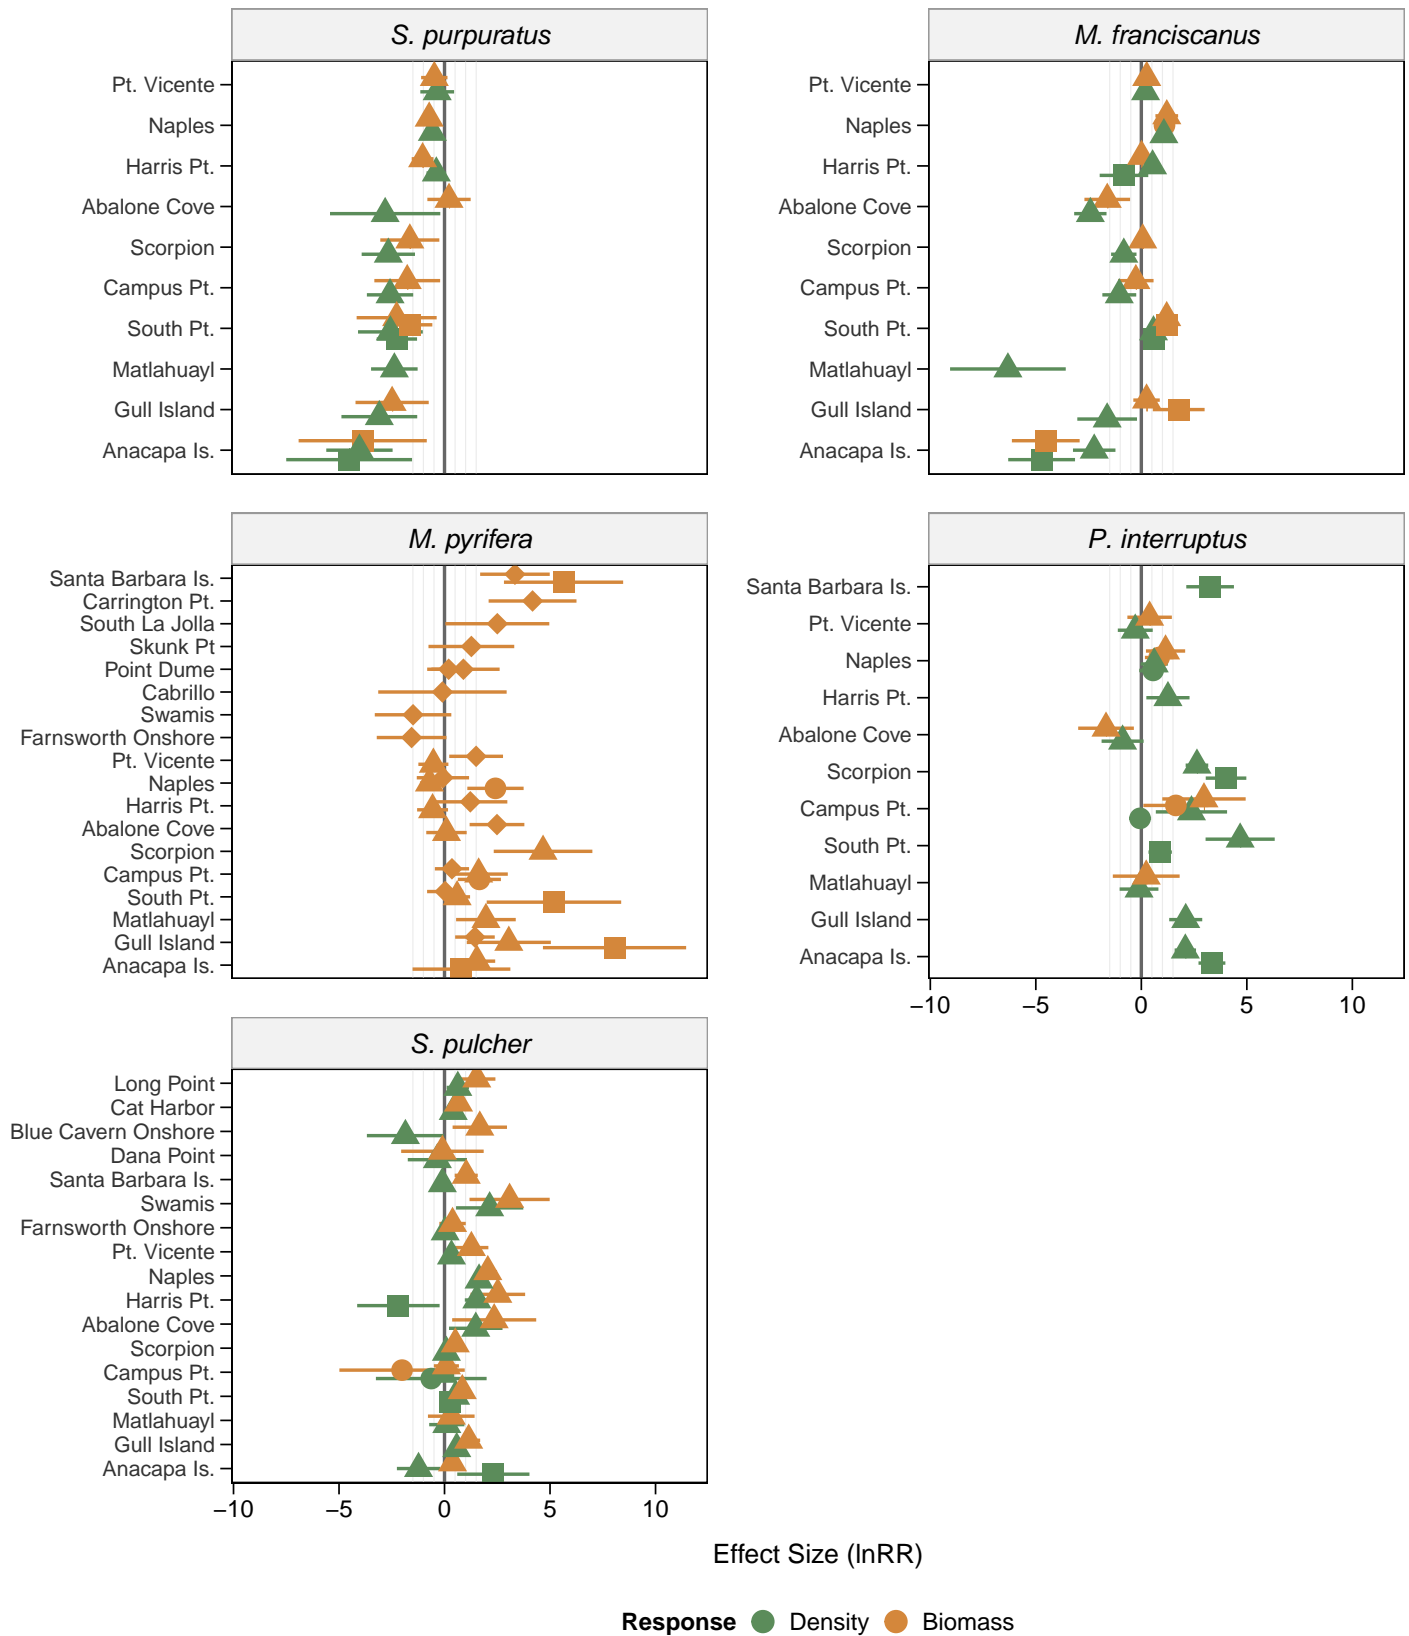 S. purpuratus
Pt. Vicente
Naples
Harris Pt.
Abalone Cove
Scorpion
Campus Pt.
South Pt.
Matlahuayl
Gull Island
Anacapa Is.
M. franciscanus
Pt. Vicente
Naples
Harris Pt.
Abalone Cove
Scorpion
Campus Pt.
South Pt.
Matlahuayl
Gull Island
Anacapa Is.
M. pyrifera
Santa Barbara Is.
Carrington Pt.
South La Jolla
Skunk Pt
Point Dume
Cabrillo
Swamis
Farnsworth Onshore
Pt. Vicente
Naples
Harris Pt.
Abalone Cove
Scorpion
Campus Pt.
South Pt.
Matlahuayl
Gull Island
Anacapa Is.
P. interruptus
Santa Barbara Is.
Pt. Vicente
Naples
Harris Pt.
Abalone Cove
Scorpion
Campus Pt.
South Pt.
Matlahuayl
Gull Island
Anacapa Is.
−10 −5 0 5 10
S. pulcher
Long Point
Cat Harbor
Blue Cavern Onshore
Dana Point
Santa Barbara Is.
Swamis
Farnsworth Onshore
Pt. Vicente
Naples
Harris Pt.
Abalone Cove
Scorpion
Campus Pt.
South Pt.
Matlahuayl
Gull Island
Anacapa Is.
−10 −5 0 5 10
Effect Size (lnRR)
Response Density Biomass